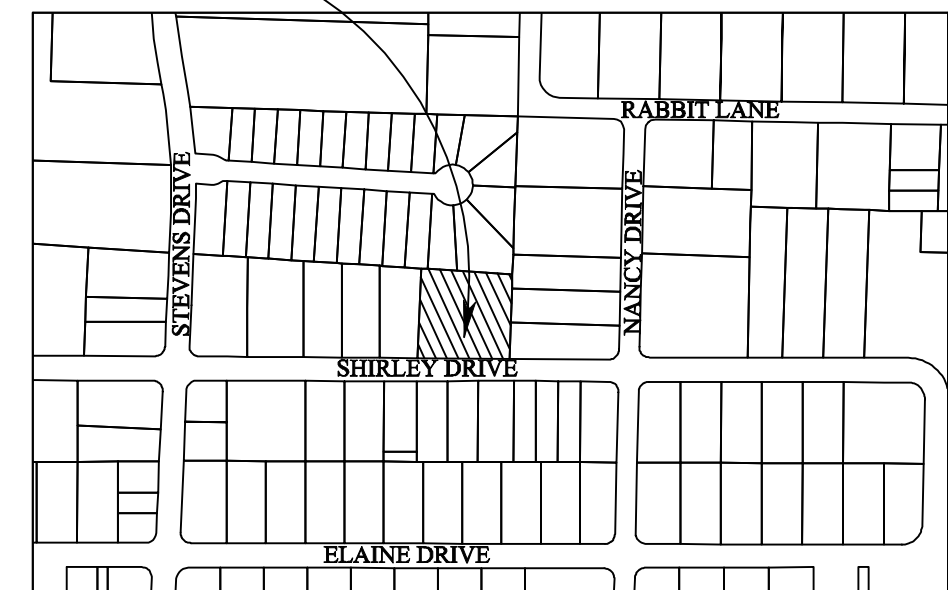 RABBIT LANE
STEVENS DRIVE
NANCY DRIVE
SHIRLEY DRIVE
ELAINE DRIVE